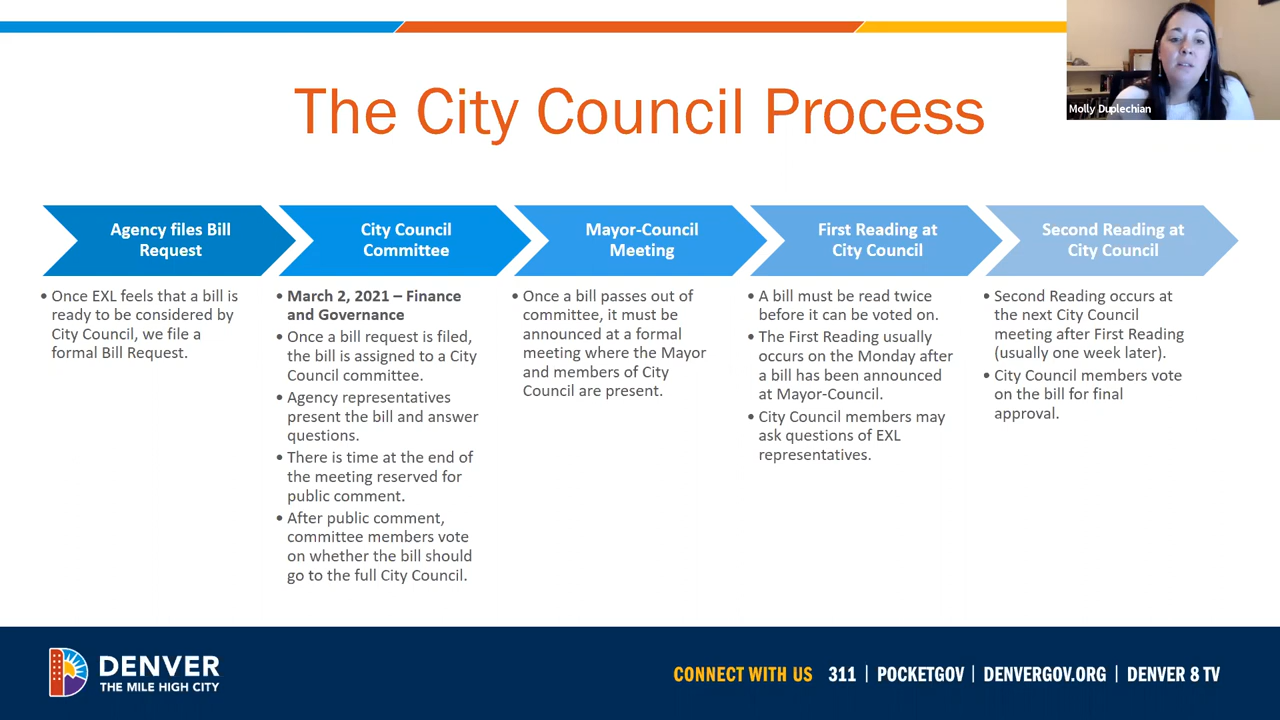 Molly Duplechian
The City Council Process
Agency files Bill
Request
• Once EXL feels that a bill is
ready to be considered by
City Council, we file a
formal Bill Request.
City Council
Committee
• March 2, 2021 – Finance
and Governance
• Once a bill request is filed,
the bill is assigned to a City
Council committee.
• Agency representatives
present the bill and answer
questions.
• There is time at the end of
the meeting reserved for
public comment.
• After public comment,
committee members vote
on whether the bill should
go to the full City Council.
Mayor-Council
Meeting
• Once a bill passes out of
committee, it must be
announced at a formal
meeting where the Mayor
and members of City
Council are present.
First Reading at
City Council
• A bill must be read twice
before it can be voted on.
• The First Reading usually
occurs on the Monday after
a bill has been announced
at Mayor-Council.
• City Council members may
ask questions of EXL
representatives.
Second Reading at
City Council
• Second Reading occurs at
the next City Council
meeting after First Reading
(usually one week later).
• City Council members vote
on the bill for final
approval.
DENVER
THE MILE HIGH CITY
CONNECT WITH US 311 | POCKETGOV | DENVERGOV.ORG | DENVER 8 TV